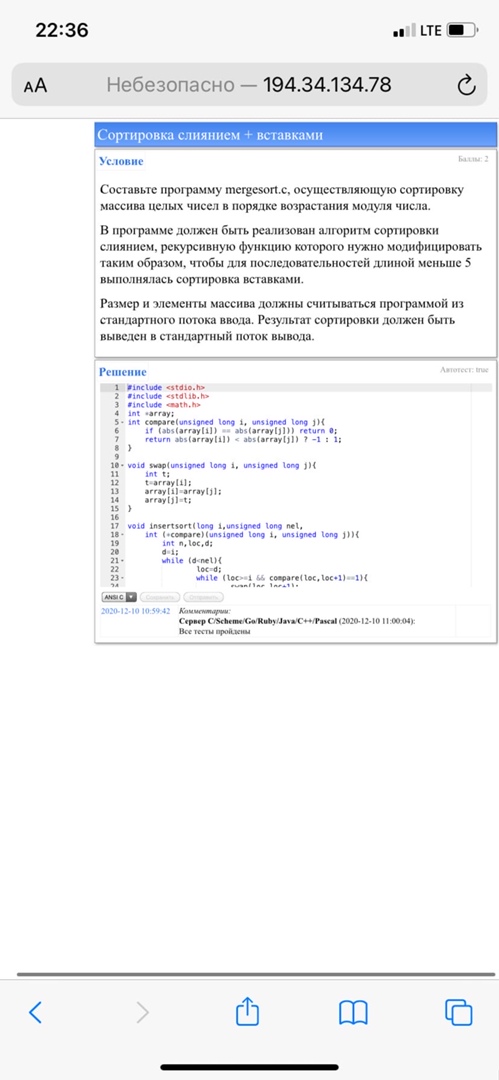 22:36
LTE
AA Небезопасно — 194.34.134.78
Сортировка слиянием + вставками
Условие
Баллы: 2
Составьте программу mergesort.c, осуществляющую сортировку
массива целых чисел в порядке возрастания модуля числа.
В программе должен быть реализован алгоритм сортировки
слиянием, рекурсивную функцию которого нужно модифицировать
таким образом, чтобы для последовательностей длиной меньше 5
выполнялась сортировка вставками.
Размер и элементы массива должны считываться программой из
стандартного потока ввода. Результат сортировки должен быть
выведен в стандартный поток вывода.
Решение
Автотест: true
1 #include <stdio.h>
2 #include <stdlib.h>
3 #include <math.h>
4 int *array;
5 int compare(unsigned long i, unsigned long j){
6 if (abs(array[i]) == abs(array[j])) return 0;
7 return abs(array[i]) < abs(array[j]) ? -1 : 1;
8 }
9
10 void swap(unsigned long i, unsigned long j){
11 int t;
12 t=array[i];
13 array[i]=array[j];
14 array[j]=t;
15 }
16
17 void insertsort(long i,unsigned long nel,
18 int (*compare)(unsigned long i, unsigned long j)){
19 int n,loc,d;
20 d=i;
21 while (d<nel){
22 loc=d;
23 while (loc>=i && compare(loc,loc+1)==1){
24 swap(loc,loc+1);
ANSI C
Сохранить
Отправить
2020-12-10 10:59:42
Комментарии:
Сервер C/Scheme/Go/Ruby/Java/C++/Pascal (2020-12-10 11:00:04):
Все тесты пройдены